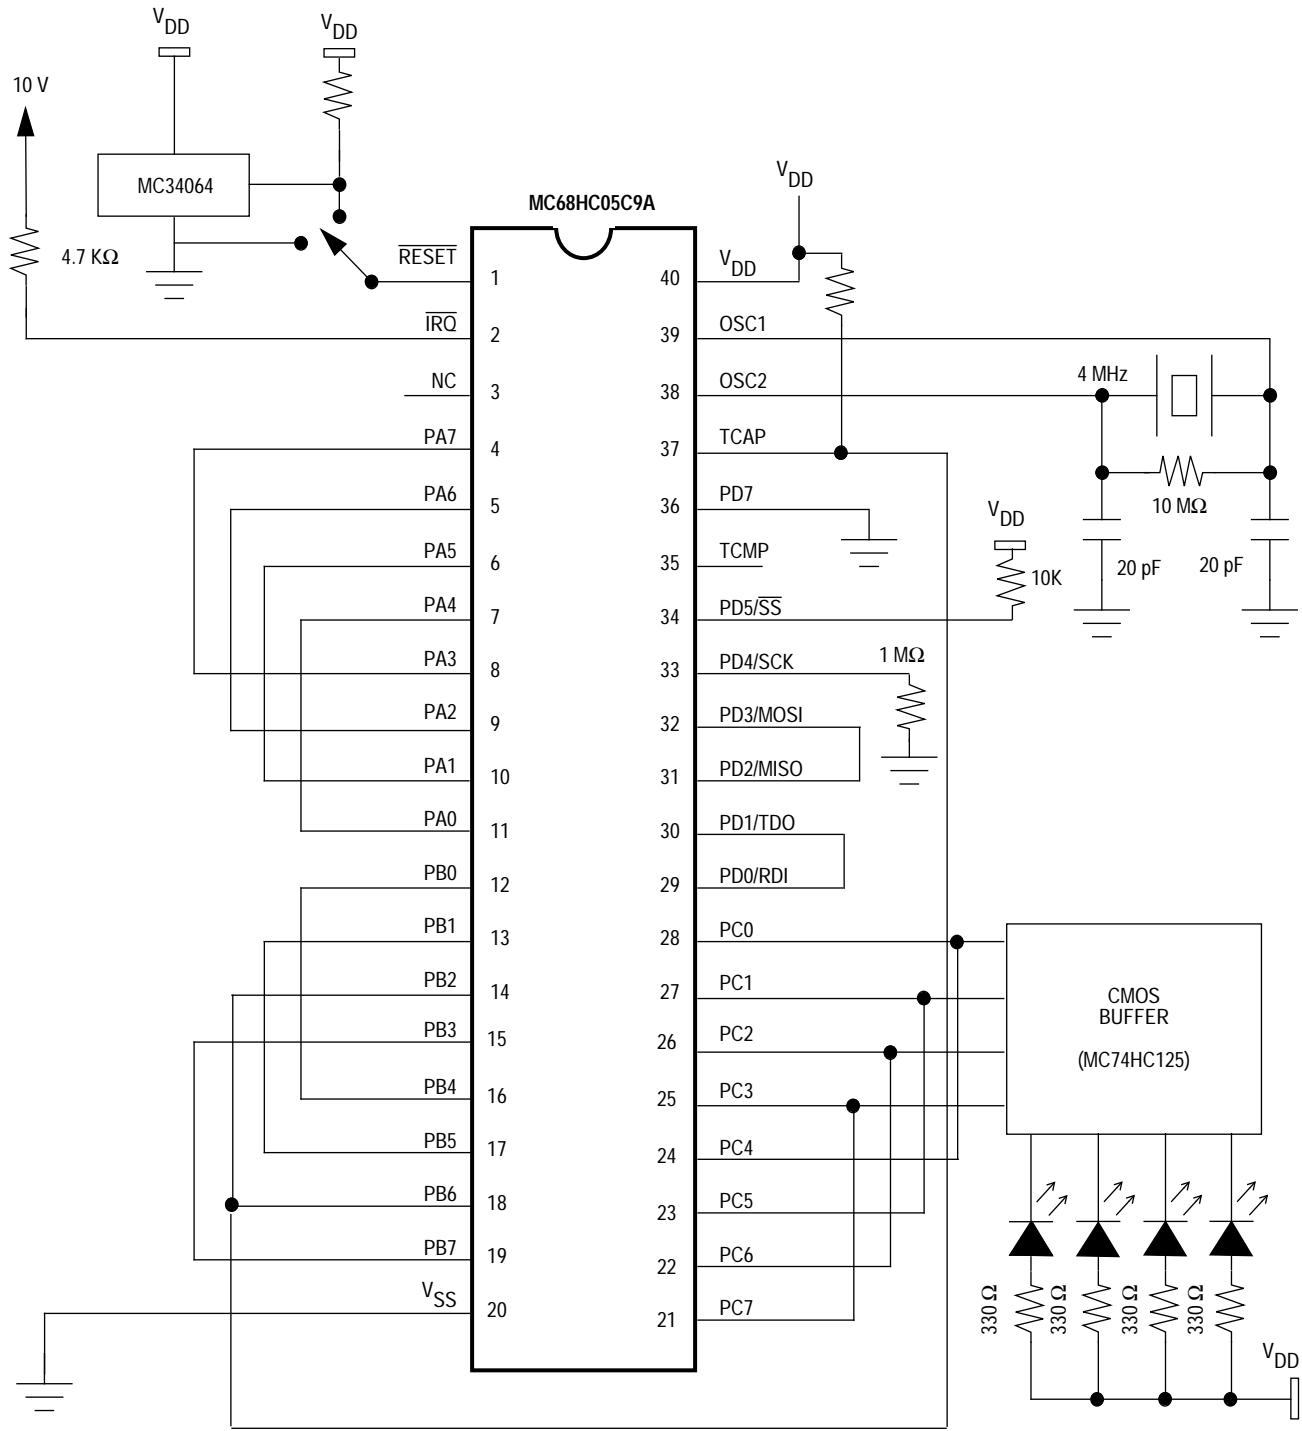 VDD
VDD
10 V
MC34064
4.7 KΩ
MC68HC05C9A
VDD
RESET
1
40
VDD
IRQ
2
39
OSC1
NC
3
38
OSC2
4 MHz
PA7
4
37
TCAP
10 MΩ
PA6
5
36
PD7
VDD
PA5
6
35
TCMP
10K
20 pF
20 pF
PA4
7
34
PD5/SS
PA3
8
33
PD4/SCK
1 MΩ
PA2
9
32
PD3/MOSI
PA1
10
31
PD2/MISO
PA0
11
30
PD1/TDO
PB0
12
29
PD0/RDI
PB1
13
28
PC0
PB2
14
27
PC1
CMOS
BUFFER
(MC74HC125)
PB3
15
26
PC2
PB4
16
25
PC3
PB5
17
24
PC4
PB6
18
23
PC5
PB7
19
22
PC6
VSS
20
21
PC7
330 Ω
330 Ω
330 Ω
330 Ω
VDD